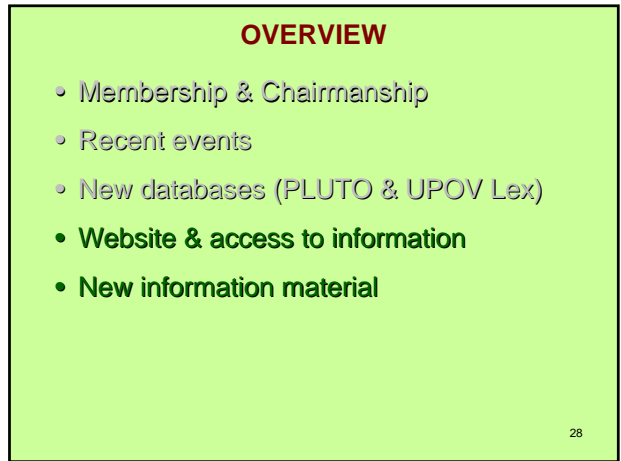 OVERVIEW
• Membership & Chairmanship
• Recent events
• New databases (PLUTO & UPOV Lex)
• Website & access to information
• New information material
28